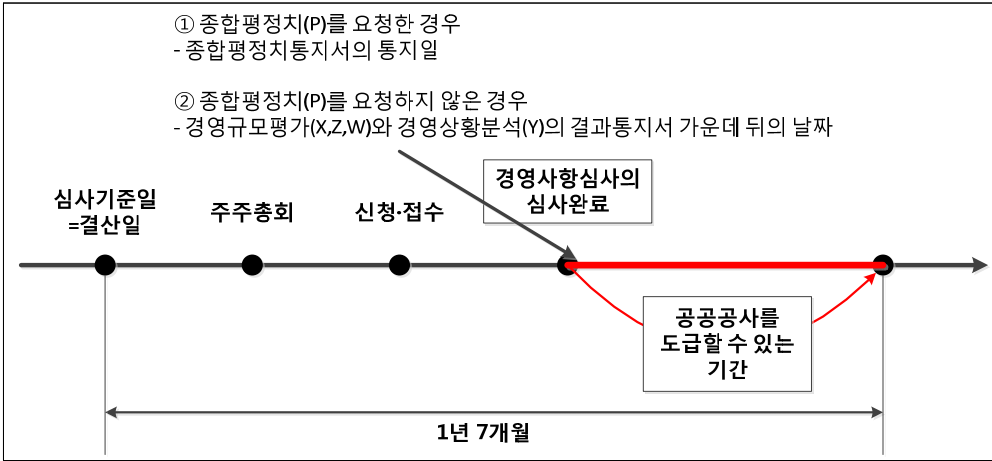 ① 종합평정치(P)를 요청한 경우
- 종합평정치통지서의 통지일
② 종합평정치(P)를 요청하지 않은 경우
- 경영규모평가(X,Z,W)와 경영상황분석(Y)의 결과통지서 가운데 뒤의 날짜
심사기준일
=결산일
주주총회
신청·접수
경영사항심사의
심사완료
공공공사를
도급할 수 있는
기간
1년 7개월